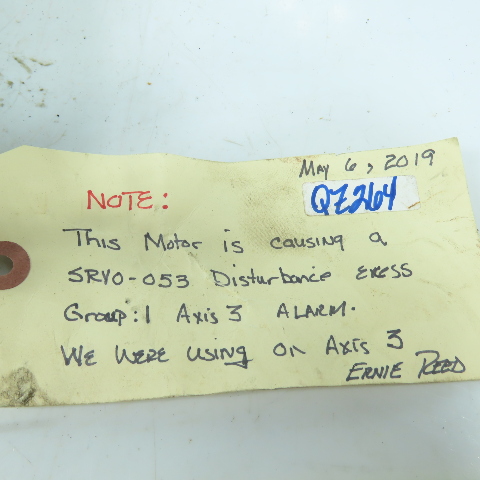 May 6, 2019
QZ264
NOTE:
This Motor is causing a
SRVO-053 Disturbance exess
Group:1 Axis 3 ALARM.
WE WERE USING ON AXIS 3
ERNIE REED